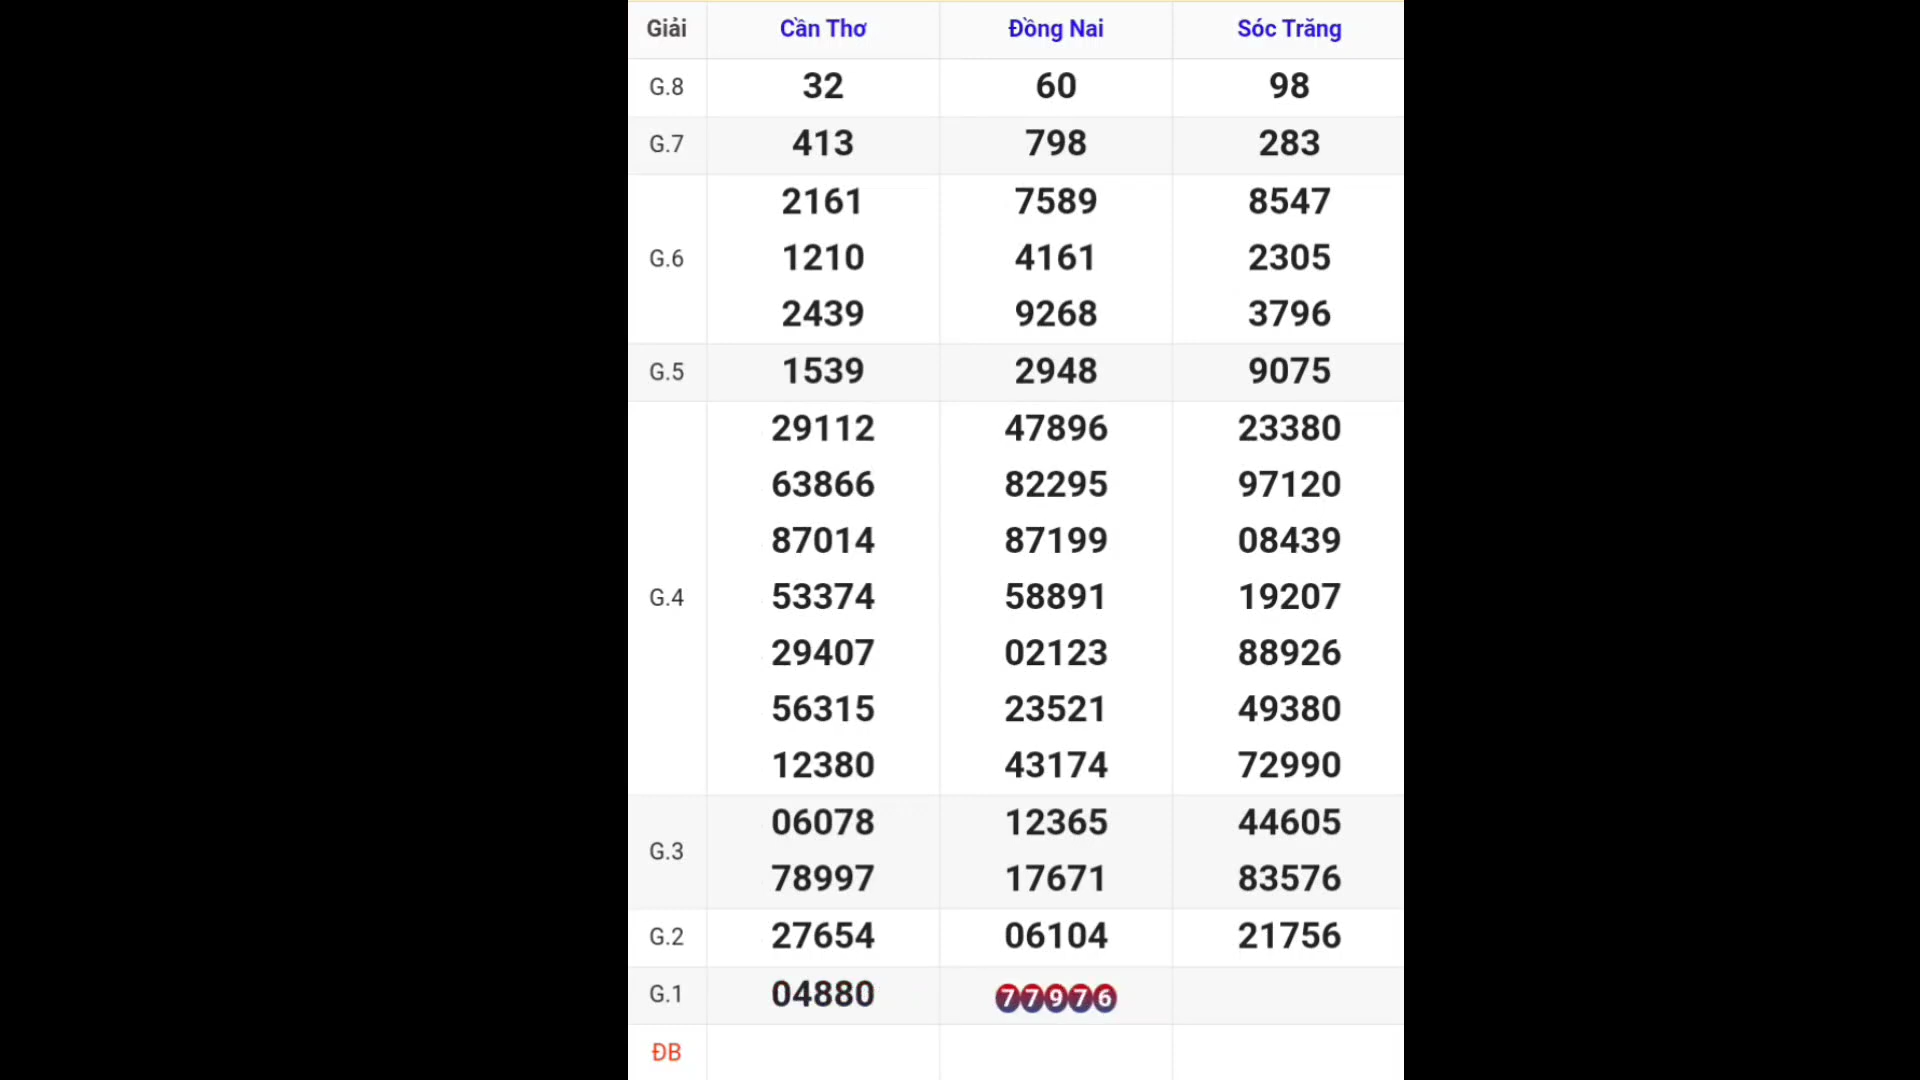 Giải Cần Thơ Đồng Nai Sóc Trăng
G.8 32 60 98
G.7 413 798 283
2161 7589 8547
G.6 1210 4161 2305
2439 9268 3796
G.5 1539 2948 9075
29112 47896 23380
63866 82295 97120
87014 87199 08439
G.4 53374 58891 19207
29407 02123 88926
56315 23521 49380
12380 43174 72990
G.3
06078 12365 44605
78997 17671 83576
G.2 27654 06104 21756
G.1 04880 77976
ĐB